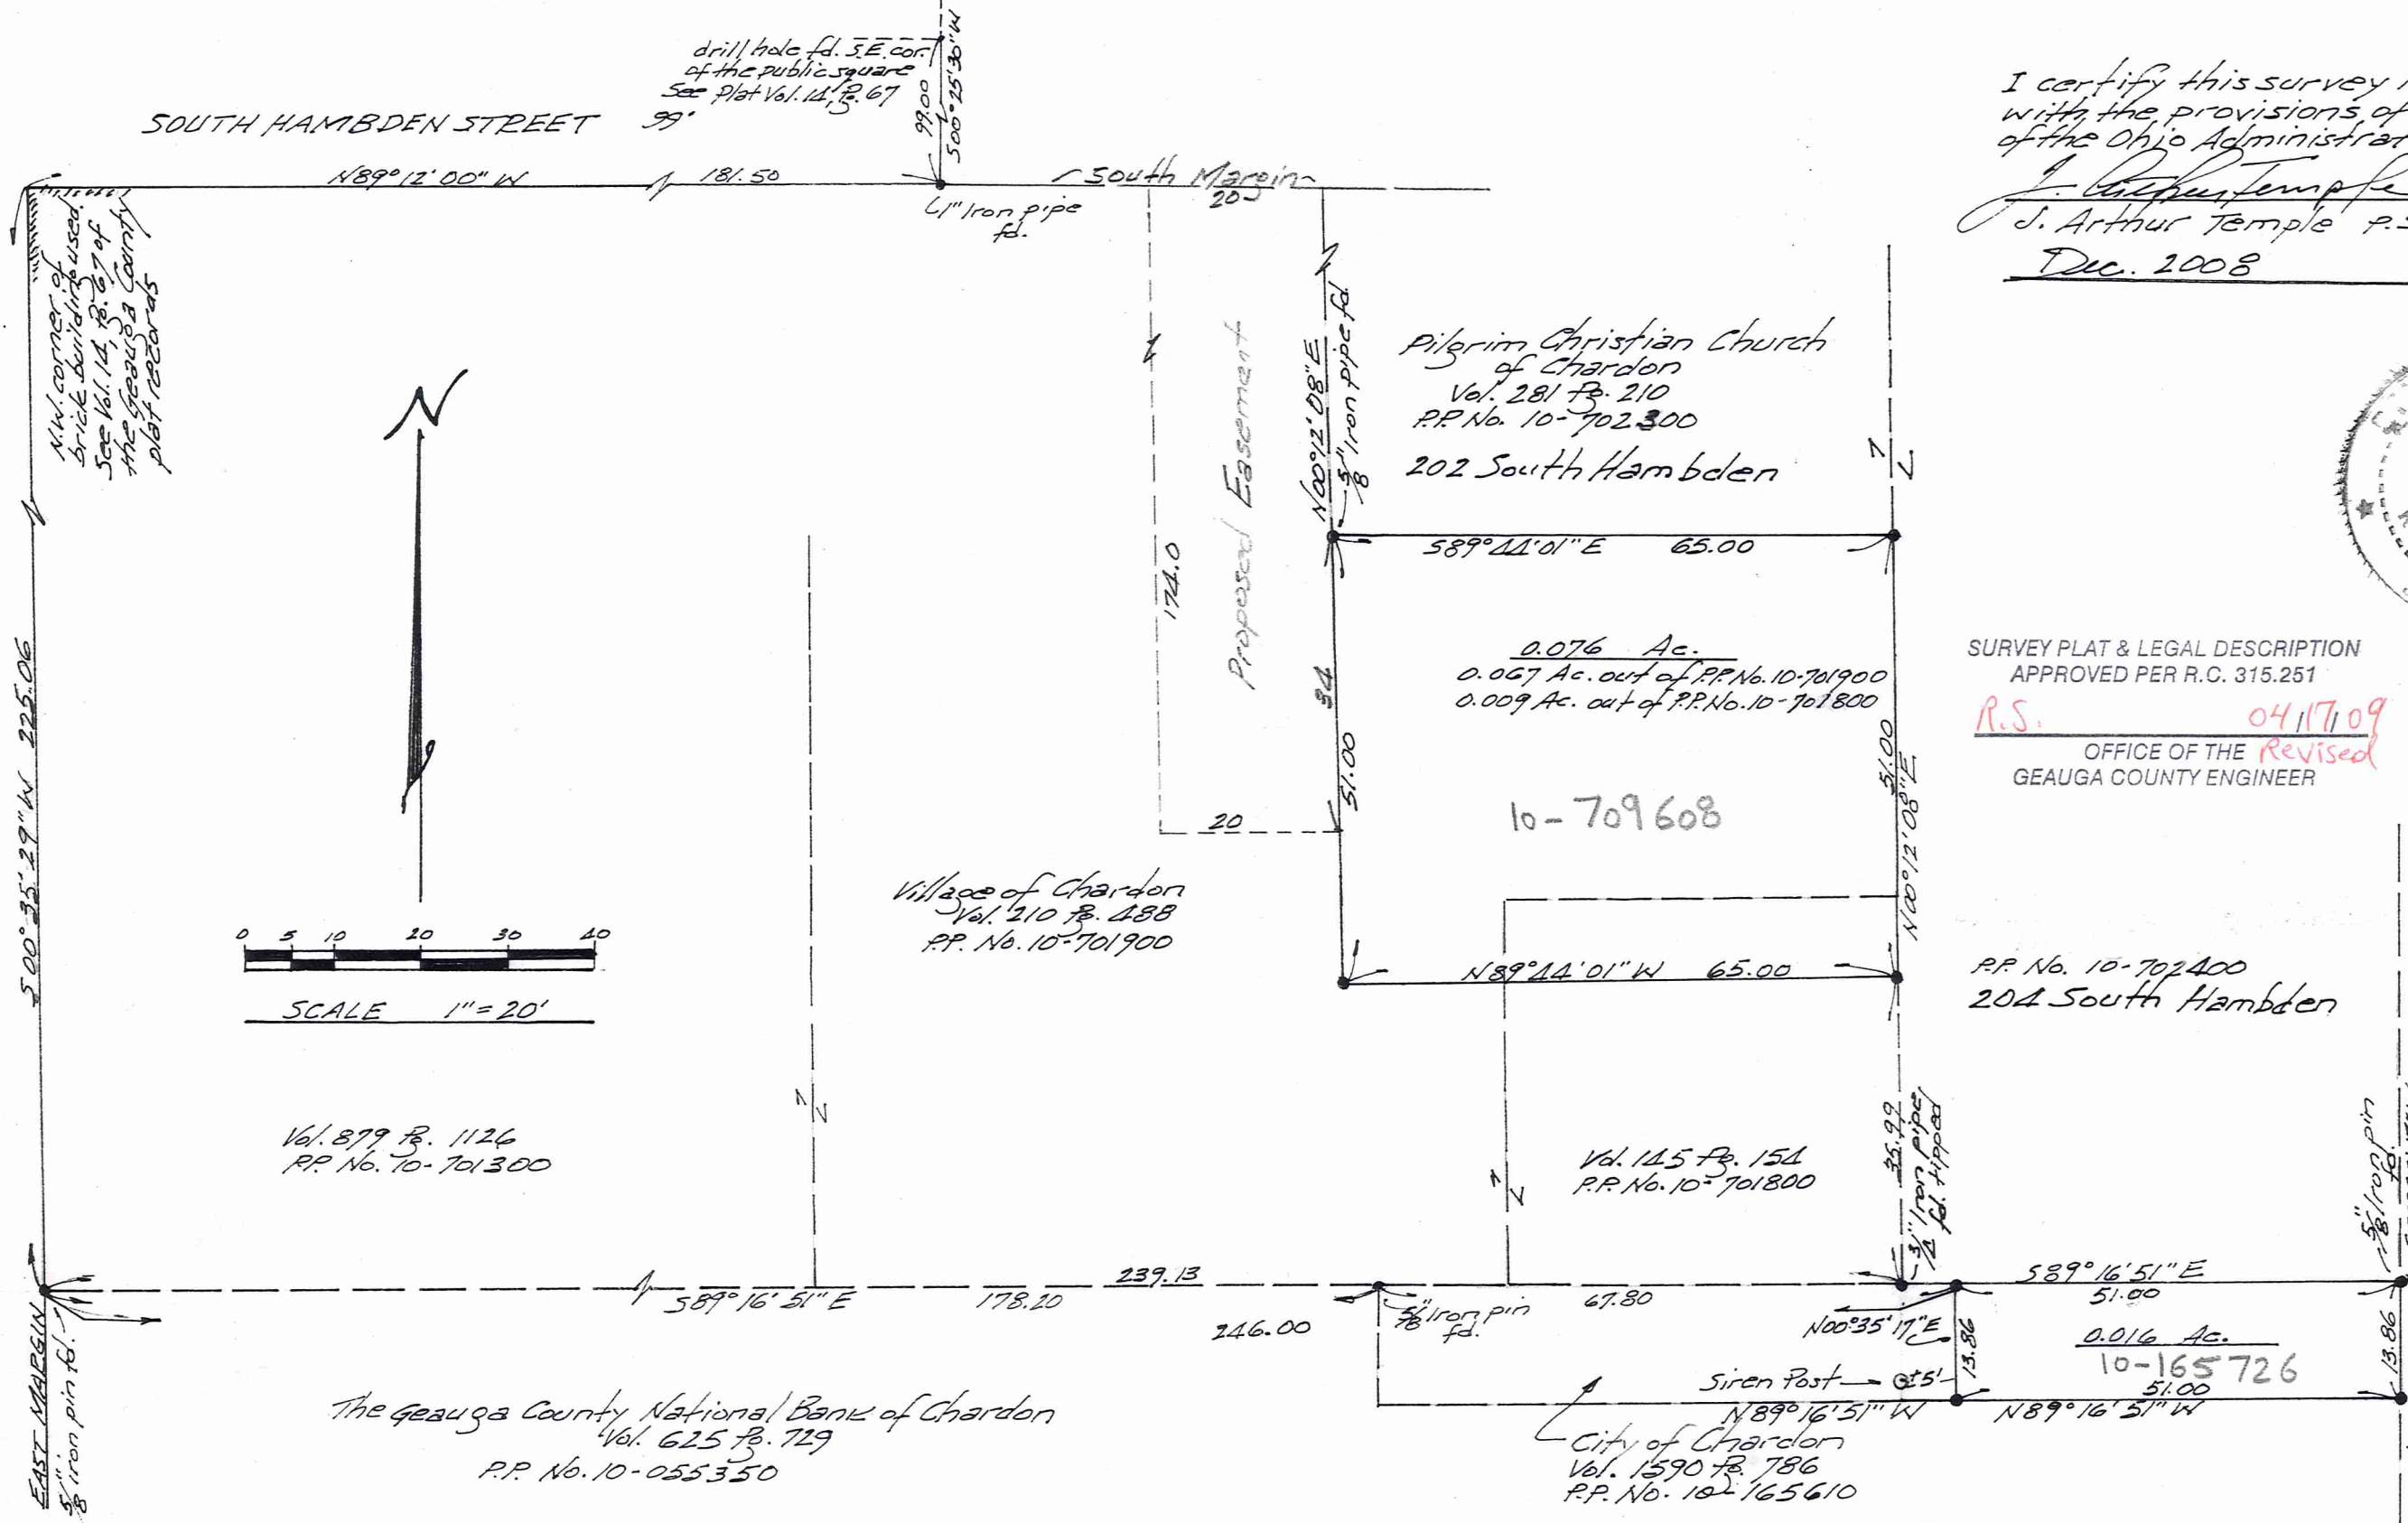 drill hole fd. S.E. cor.
of the public square
See Plat Vol. 14, Pg. 67
99.00
S00°25'30"W
SOUTH HAMBDEN STREET 99'
N89°12'00"W 181.50
South Margin
20
1" Iron pipe
fd.
N.W. corner of
brick building used.
See Vol. 14, Pg. 67 of
the Geauga County
plat records
N
I certify this survey
with the provisions of
of the Ohio Administra
J. Arthur Temple
J. Arthur Temple P.S
Dec. 2008
Pilgrim Christian Church
of Chardon
Vol. 281 Pg. 210
P.P. No. 10-702300
202 South Hambden
N00°12'08"E
5/8" Iron pipe fd.
Proposed Easement
174.0
S89°44'01"E 65.00
34
51.00
0.076 Ac.
0.067 Ac. out of P.P. No. 10-701900
0.009 Ac. out of P.P. No. 10-701800
10-709608
51.00
N00°12'08"E
SURVEY PLAT & LEGAL DESCRIPTION
APPROVED PER R.C. 315.251
R.S. 04/17/09
OFFICE OF THE Revised
GEAUGA COUNTY ENGINEER
S00°35'29"W 225.06
20
Village of Chardon
Vol. 210 Pg. 488
P.P. No. 10-701900
0 5 10 20 30 40
SCALE 1"=20'
N89°44'01"W 65.00
P.P. No. 10-702400
204 South Hambden
Vol. 879 Pg. 1126
P.P. No. 10-701300
Vol. 145 Pg. 154
P.P. No. 10-701800
35.99
3/4" Iron pipe
fd. tipped
5/8" Iron pin
fd.
239.13
S89°16'51"E 178.20
246.00
5/8" Iron pin
fd.
67.80
S89°16'51"E
51.00
N00°35'17"E
13.86
0.016 Ac.
10-165726
51.00
13.86
Siren Post
±5'
N89°16'51"W
N89°16'51"W
EAST MARGIN
5/8" iron pin fd.
The Geauga County National Bank of Chardon
Vol. 625 Pg. 729
P.P. No. 10-055350
City of Chardon
Vol. 1590 Pg. 786
P.P. No. 10-165610